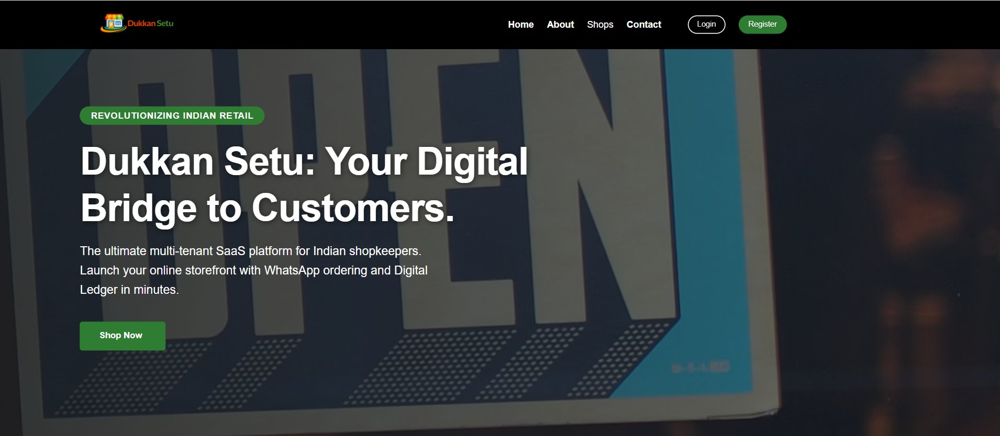 Dukkan Setu
Home About Shops Contact Login Register
OPEN
REVOLUTIONIZING INDIAN RETAIL
Dukkan Setu: Your Digital
Bridge to Customers.
The ultimate multi-tenant SaaS platform for Indian shopkeepers.
Launch your online storefront with WhatsApp ordering and Digital
Ledger in minutes.
Shop Now